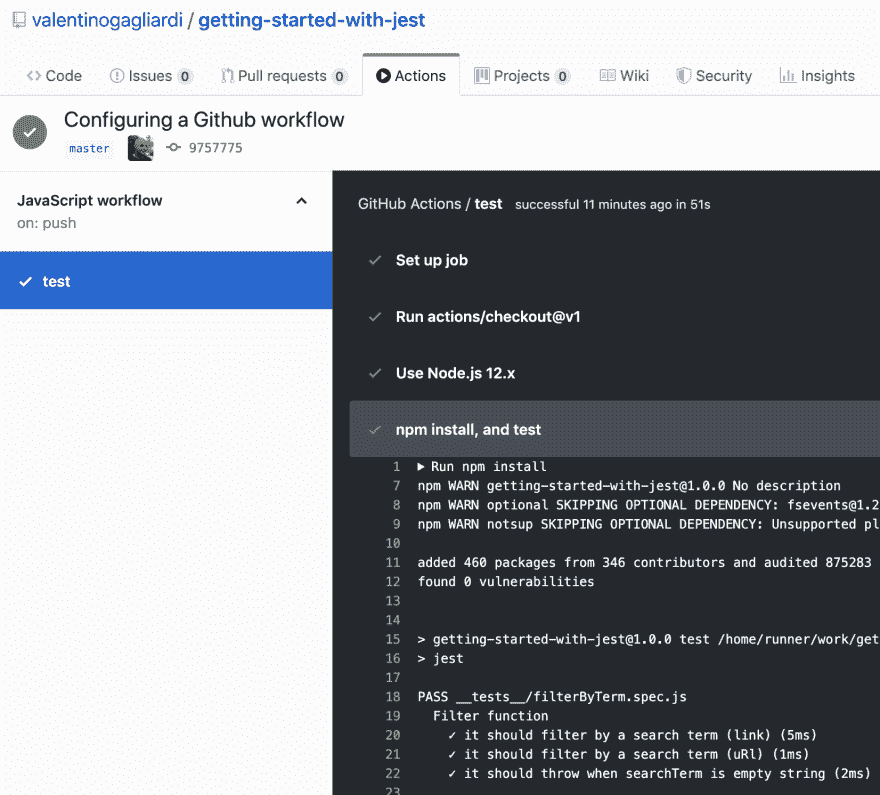 valentinogagliardi / getting-started-with-jest
Code Issues 0 Pull requests 0 Actions Projects 0 Wiki Security Insights
Configuring a Github workflow
master 9757775
JavaScript workflow
on: push
test
GitHub Actions / test successful 11 minutes ago in 51s
Set up job
Run actions/checkout@v1
Use Node.js 12.x
npm install, and test
1 Run npm install
7 npm WARN getting-started-with-jest@1.0.0 No description
8 npm WARN optional SKIPPING OPTIONAL DEPENDENCY: fsevents@1.2
9 npm WARN notsup SKIPPING OPTIONAL DEPENDENCY: Unsupported pl
10
11 added 460 packages from 346 contributors and audited 875283
12 found 0 vulnerabilities
13
14
15 > getting-started-with-jest@1.0.0 test /home/runner/work/get
16 > jest
17
18 PASS __tests__/filterByTerm.spec.js
19 Filter function
20 ✓ it should filter by a search term (link) (5ms)
21 ✓ it should filter by a search term (uRl) (1ms)
22 ✓ it should throw when searchTerm is empty string (2ms)
23